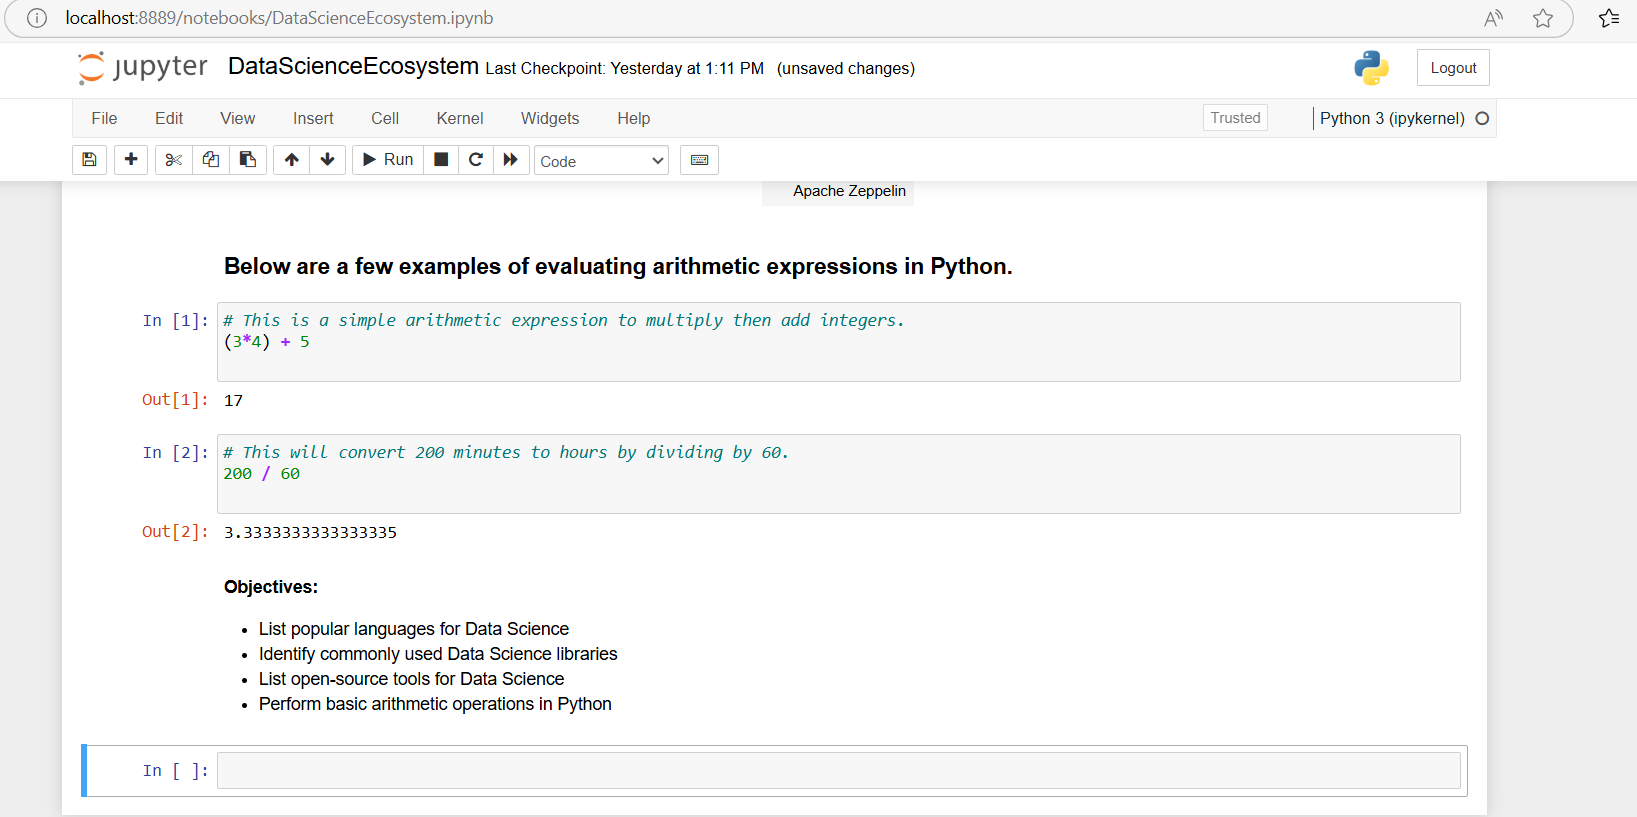 localhost:8889/notebooks/DataScienceEcosystem.ipynb
jupyter DataScienceEcosystem Last Checkpoint: Yesterday at 1:11 PM (unsaved changes) Logout
File Edit View Insert Cell Kernel Widgets Help Trusted Python 3 (ipykernel)
Run Code
Apache Zeppelin
Below are a few examples of evaluating arithmetic expressions in Python.
In [1]: # This is a simple arithmetic expression to multiply then add integers.
(3*4) + 5
Out[1]: 17
In [2]: # This will convert 200 minutes to hours by dividing by 60.
200 / 60
Out[2]: 3.3333333333333335
Objectives:
• List popular languages for Data Science
• Identify commonly used Data Science libraries
• List open-source tools for Data Science
• Perform basic arithmetic operations in Python
In [ ]: